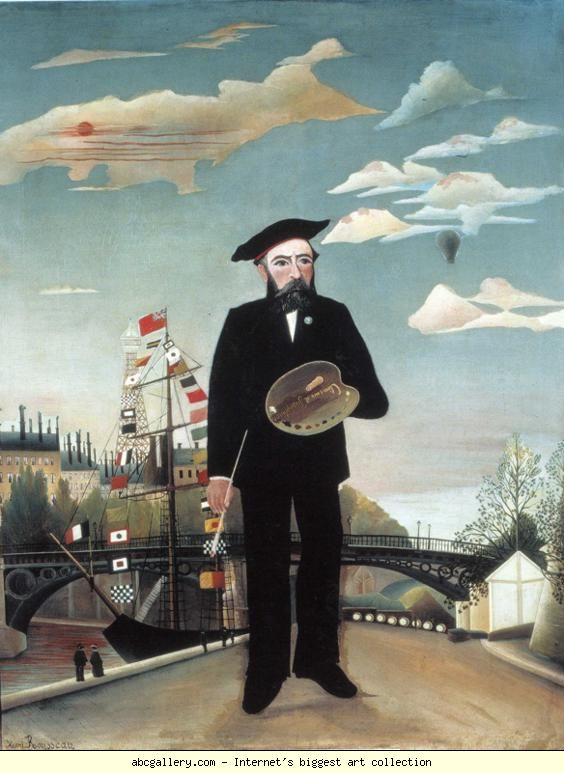 Henri Rousseau
abcgallery.com - Internet's biggest art collection